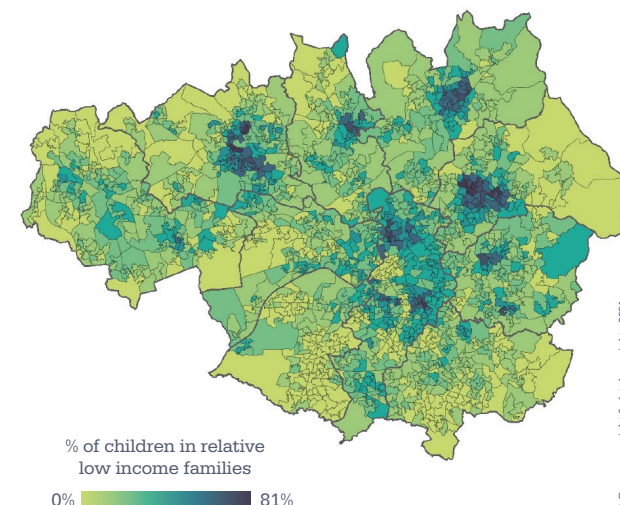 % of children in relative
low income families
0% 81%